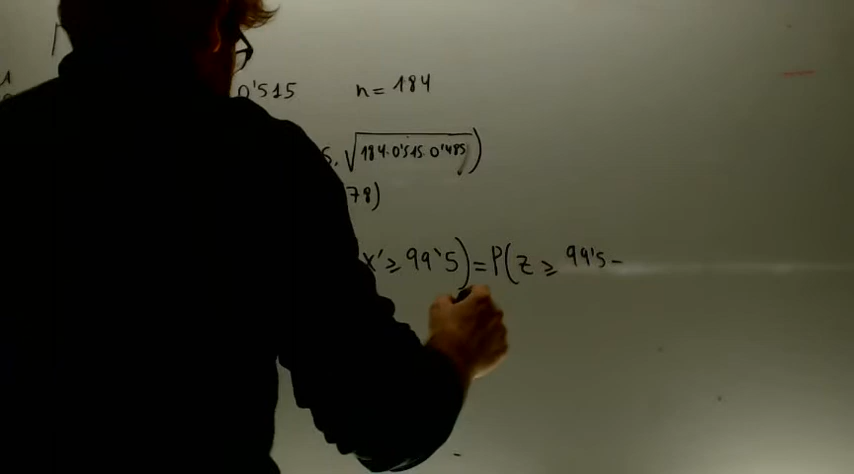 0'515 n = 184
√184·0'515·0'485)
78)
x' ≥ 99'5) = P(Z ≥ 99'5 -